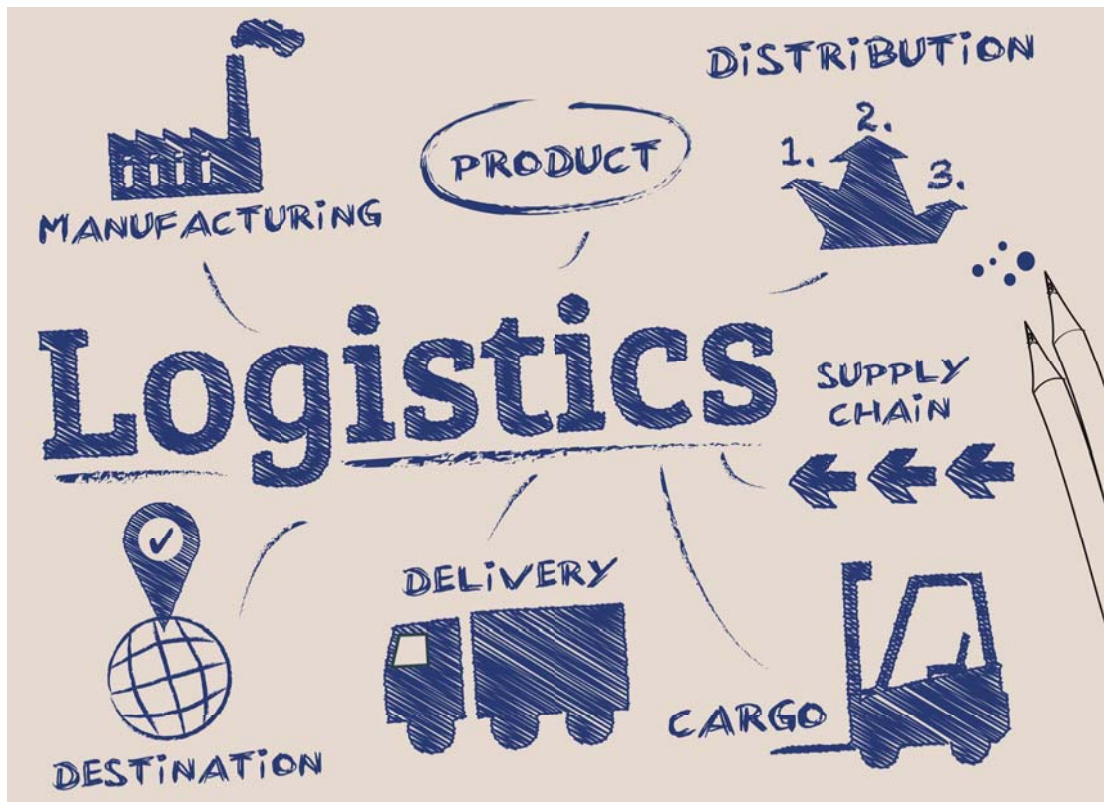 DiSTRiBUTiON
PRODUCT
1.
2.
3.
MANUFACTURiNG
Logistics
SUPPLY
CHAiN
DELiVERY
CARGO
DESTiNATiON